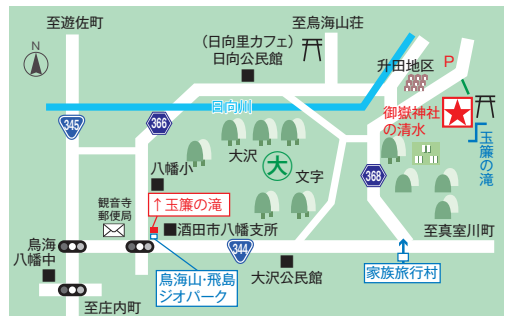 至遊佐町
至鳥海山荘
N
(日向里カフェ)
日向公民館
升田地区
P
日向川
345
366
御嶽神社
の清水
玉簾の滝
大沢
大
文字
368
八幡小
↑玉簾の滝
観音寺
郵便局
酒田市八幡支所
至真室川町
鳥海
八幡中
344
鳥海山・飛島
ジオパーク
大沢公民館
家族旅行村
至庄内町